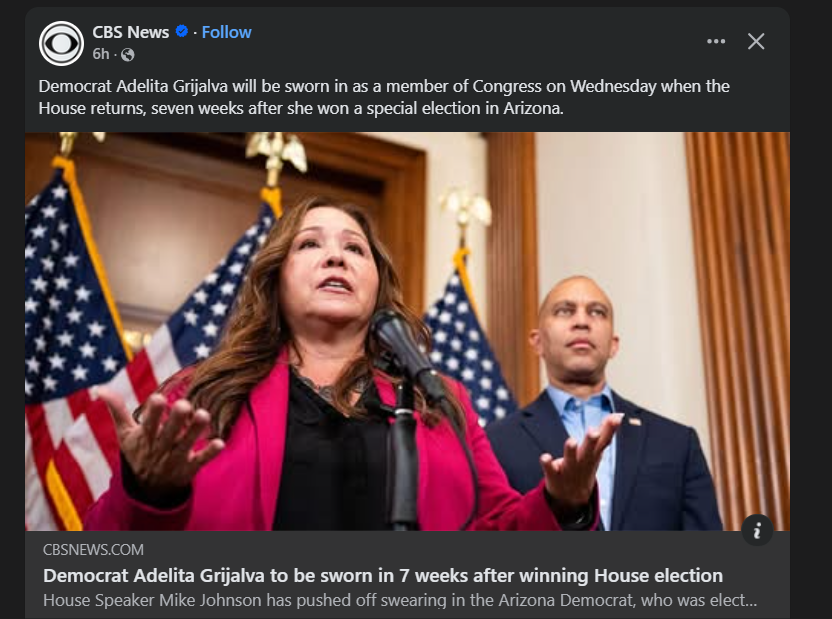 CBS News · Follow
6h ·
Democrat Adelita Grijalva will be sworn in as a member of Congress on Wednesday when the
House returns, seven weeks after she won a special election in Arizona.
CBSNEWS.COM
Democrat Adelita Grijalva to be sworn in 7 weeks after winning House election
House Speaker Mike Johnson has pushed off swearing in the Arizona Democrat, who was elect...